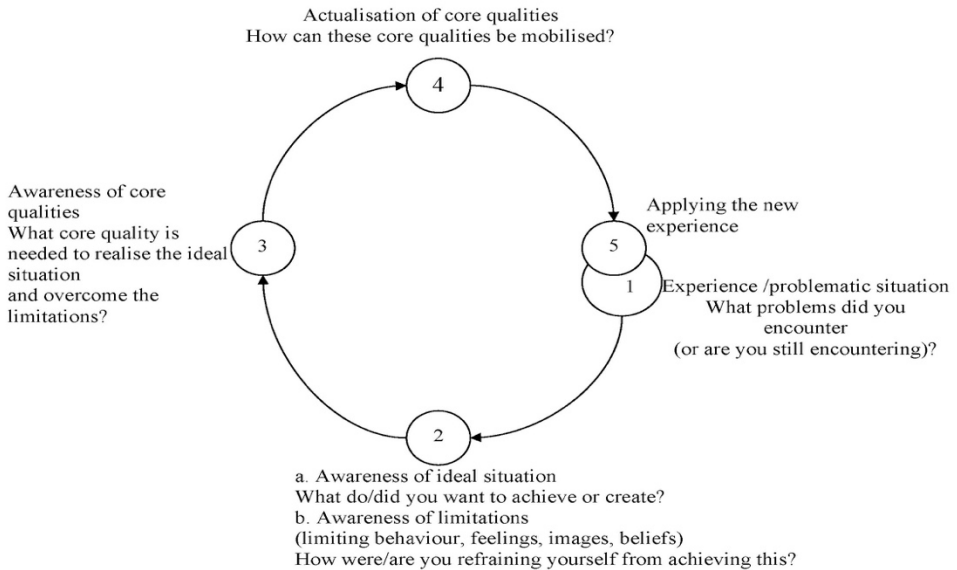 Actualisation of core qualities
How can these core qualities be mobilised?
4
Awareness of core
qualities
What core quality is
needed to realise the ideal
situation
and overcome the
limitations?
3
Applying the new
experience
5
1
Experience /problematic situation
What problems did you
encounter
(or are you still encountering)?
2
a. Awareness of ideal situation
What do/did you want to achieve or create?
b. Awareness of limitations
(limiting behaviour, feelings, images, beliefs)
How were/are you refraining yourself from achieving this?